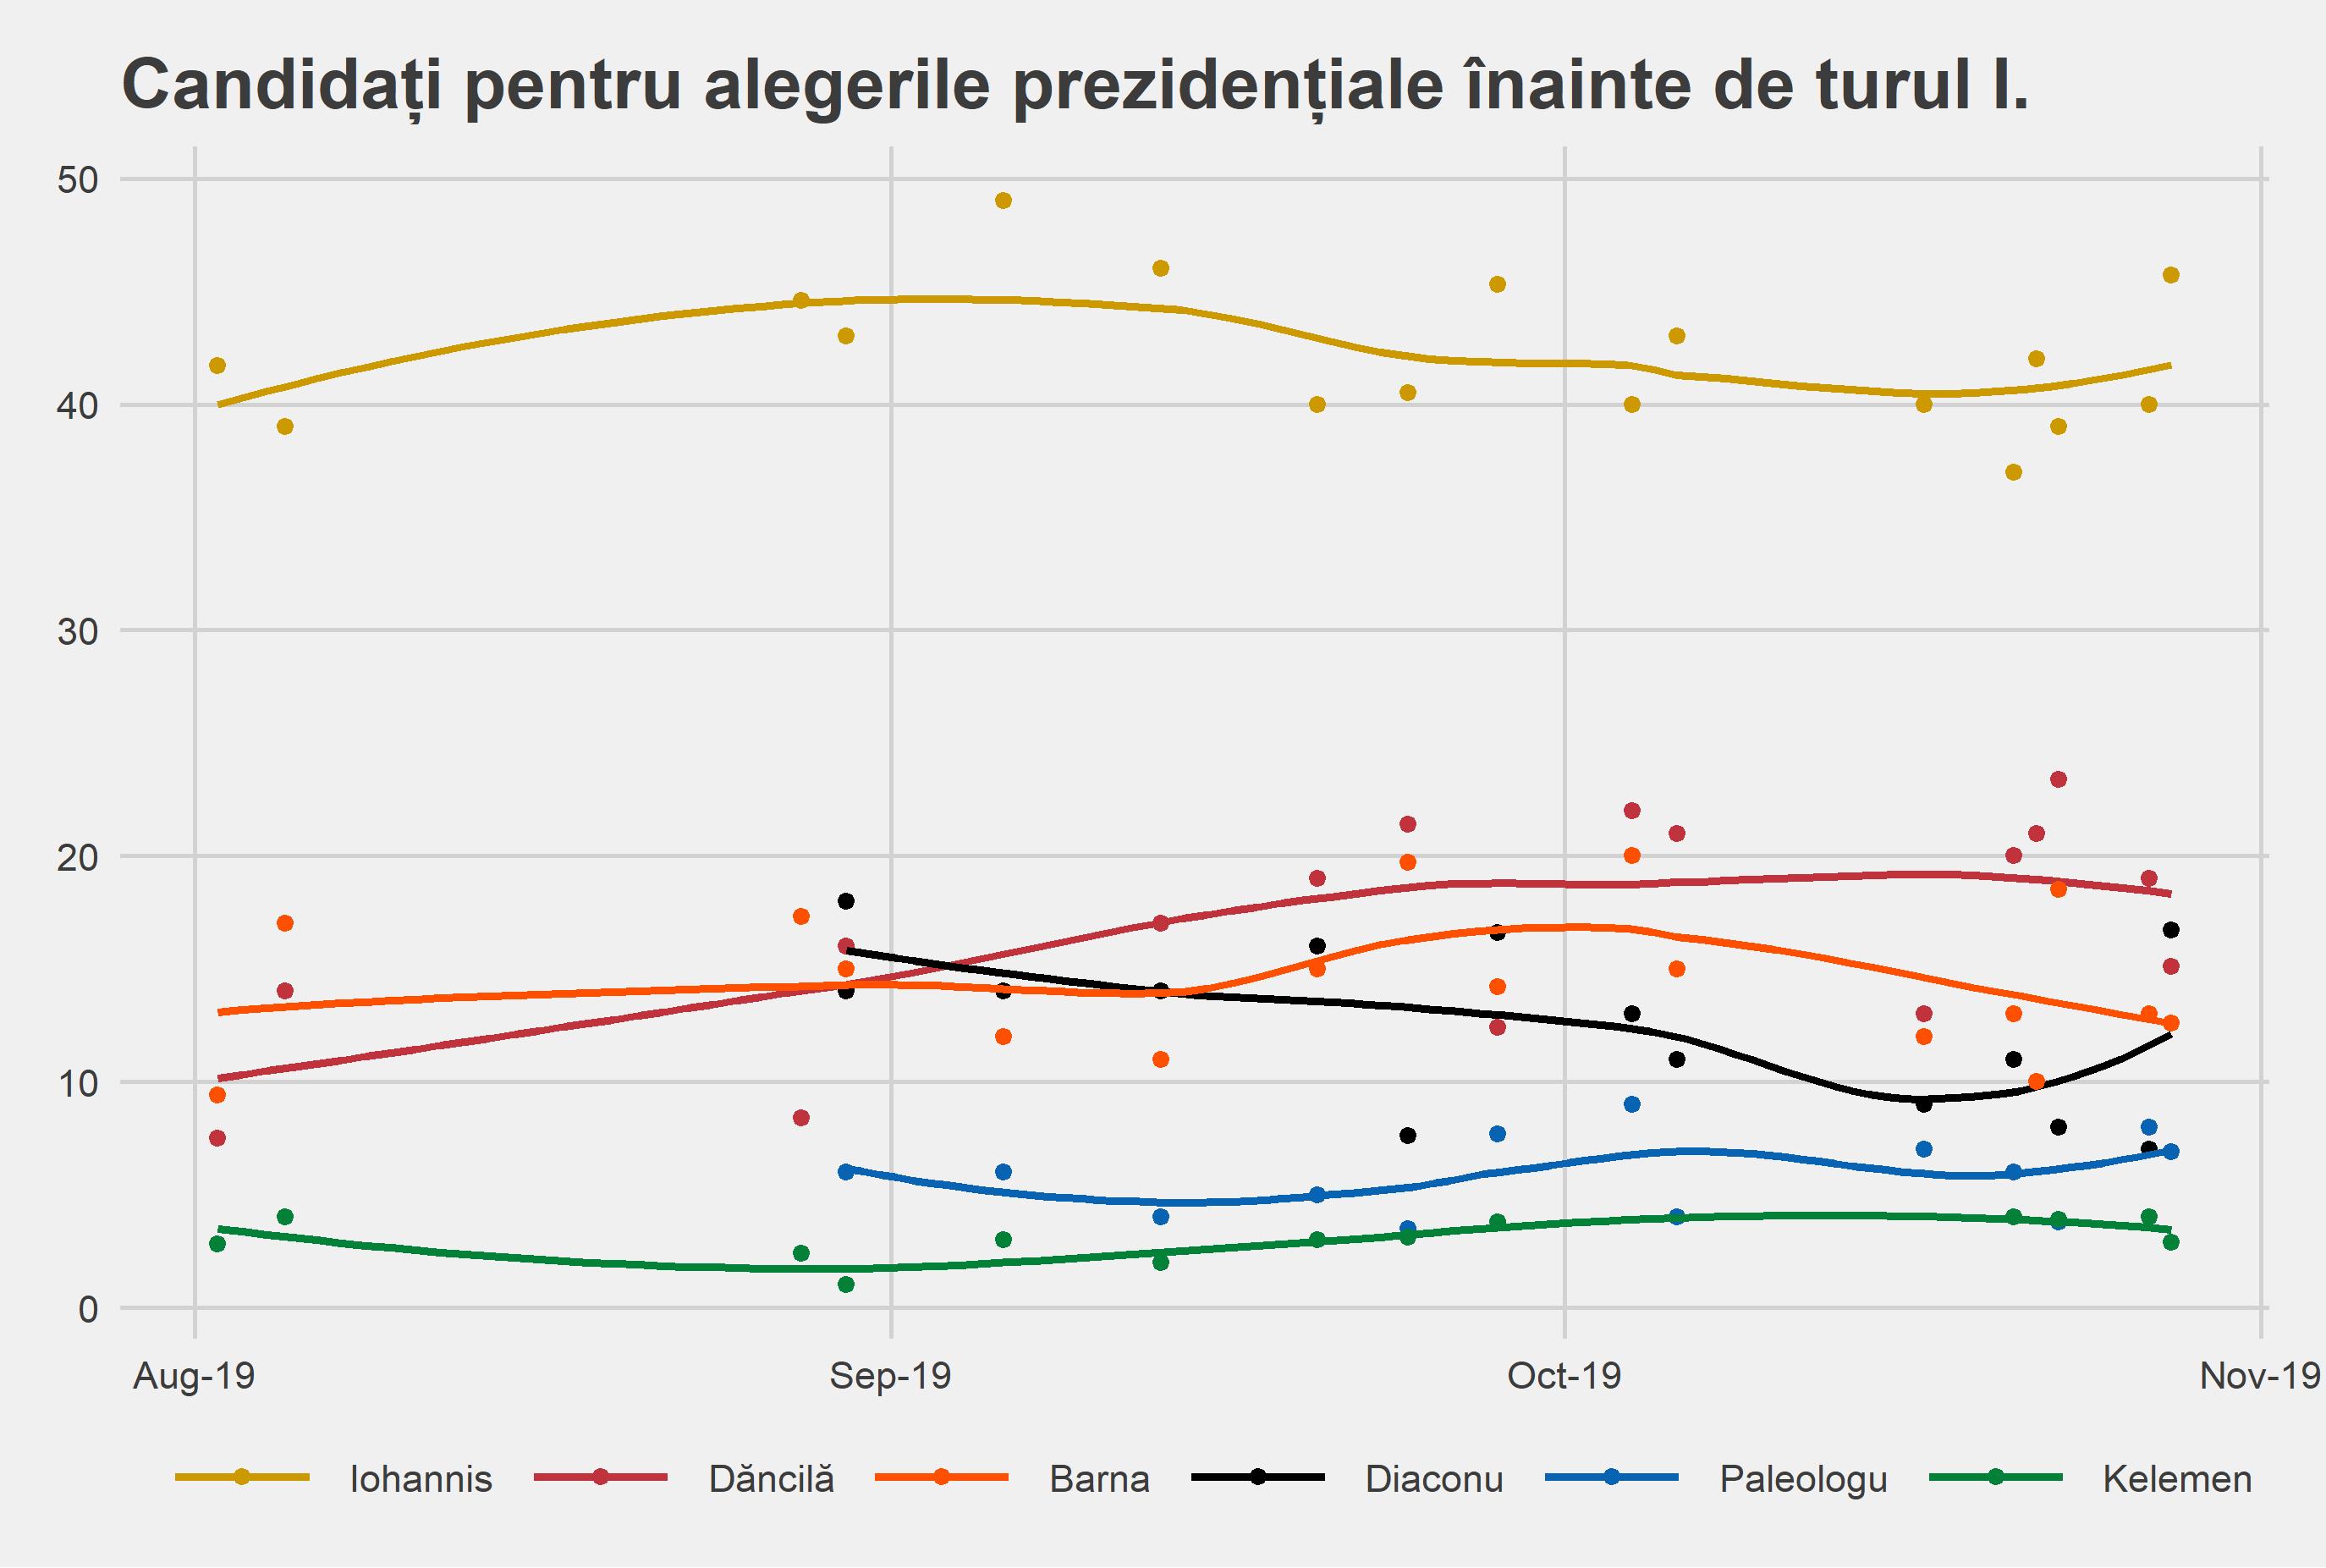 Candidați pentru alegerile prezidențiale înainte de turul I.
50
40
30
20
10
0
Aug-19 Sep-19 Oct-19 Nov-19
Iohannis Dăncilă Barna Diaconu Paleologu Kelemen